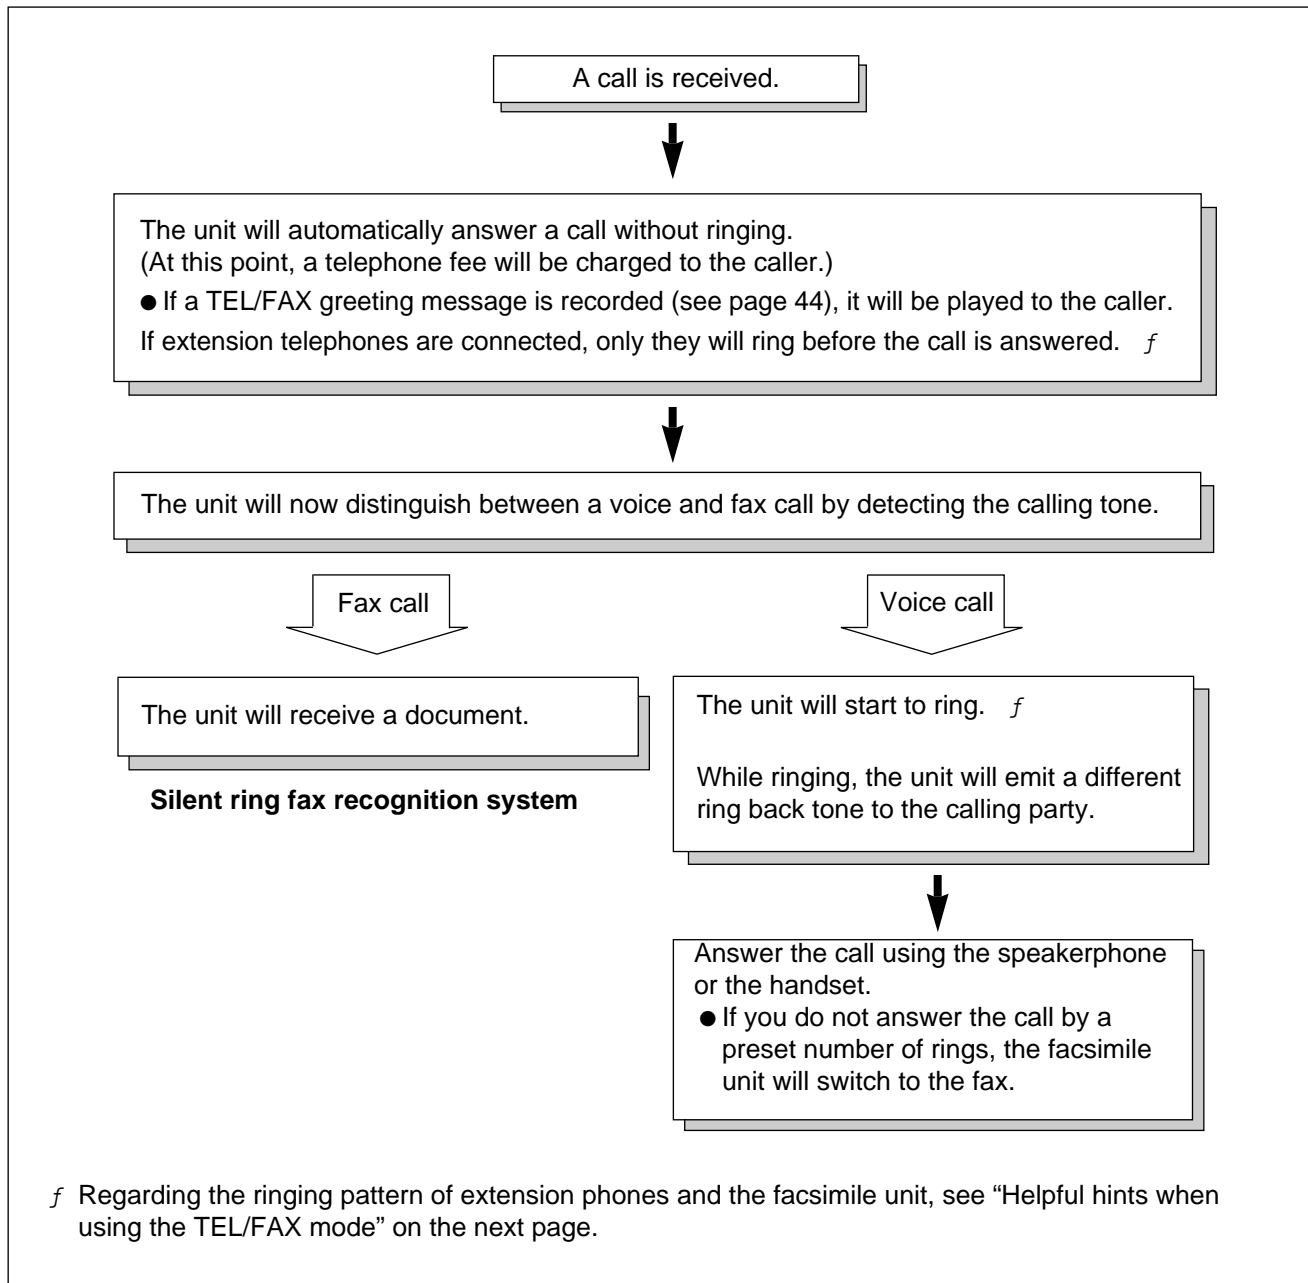 A call is received.
The unit will automatically answer a call without ringing.
(At this point, a telephone fee will be charged to the caller.)
● If a TEL/FAX greeting message is recorded (see page 44), it will be played to the caller.
If extension telephones are connected, only they will ring before the call is answered. ƒ
The unit will now distinguish between a voice and fax call by detecting the calling tone.
Fax call
The unit will receive a document.
Silent ring fax recognition system
Voice call
The unit will start to ring. ƒ
While ringing, the unit will emit a different
ring back tone to the calling party.
Answer the call using the speakerphone
or the handset.
● If you do not answer the call by a
preset number of rings, the facsimile
unit will switch to the fax.
ƒ Regarding the ringing pattern of extension phones and the facsimile unit, see “Helpful hints when
using the TEL/FAX mode” on the next page.